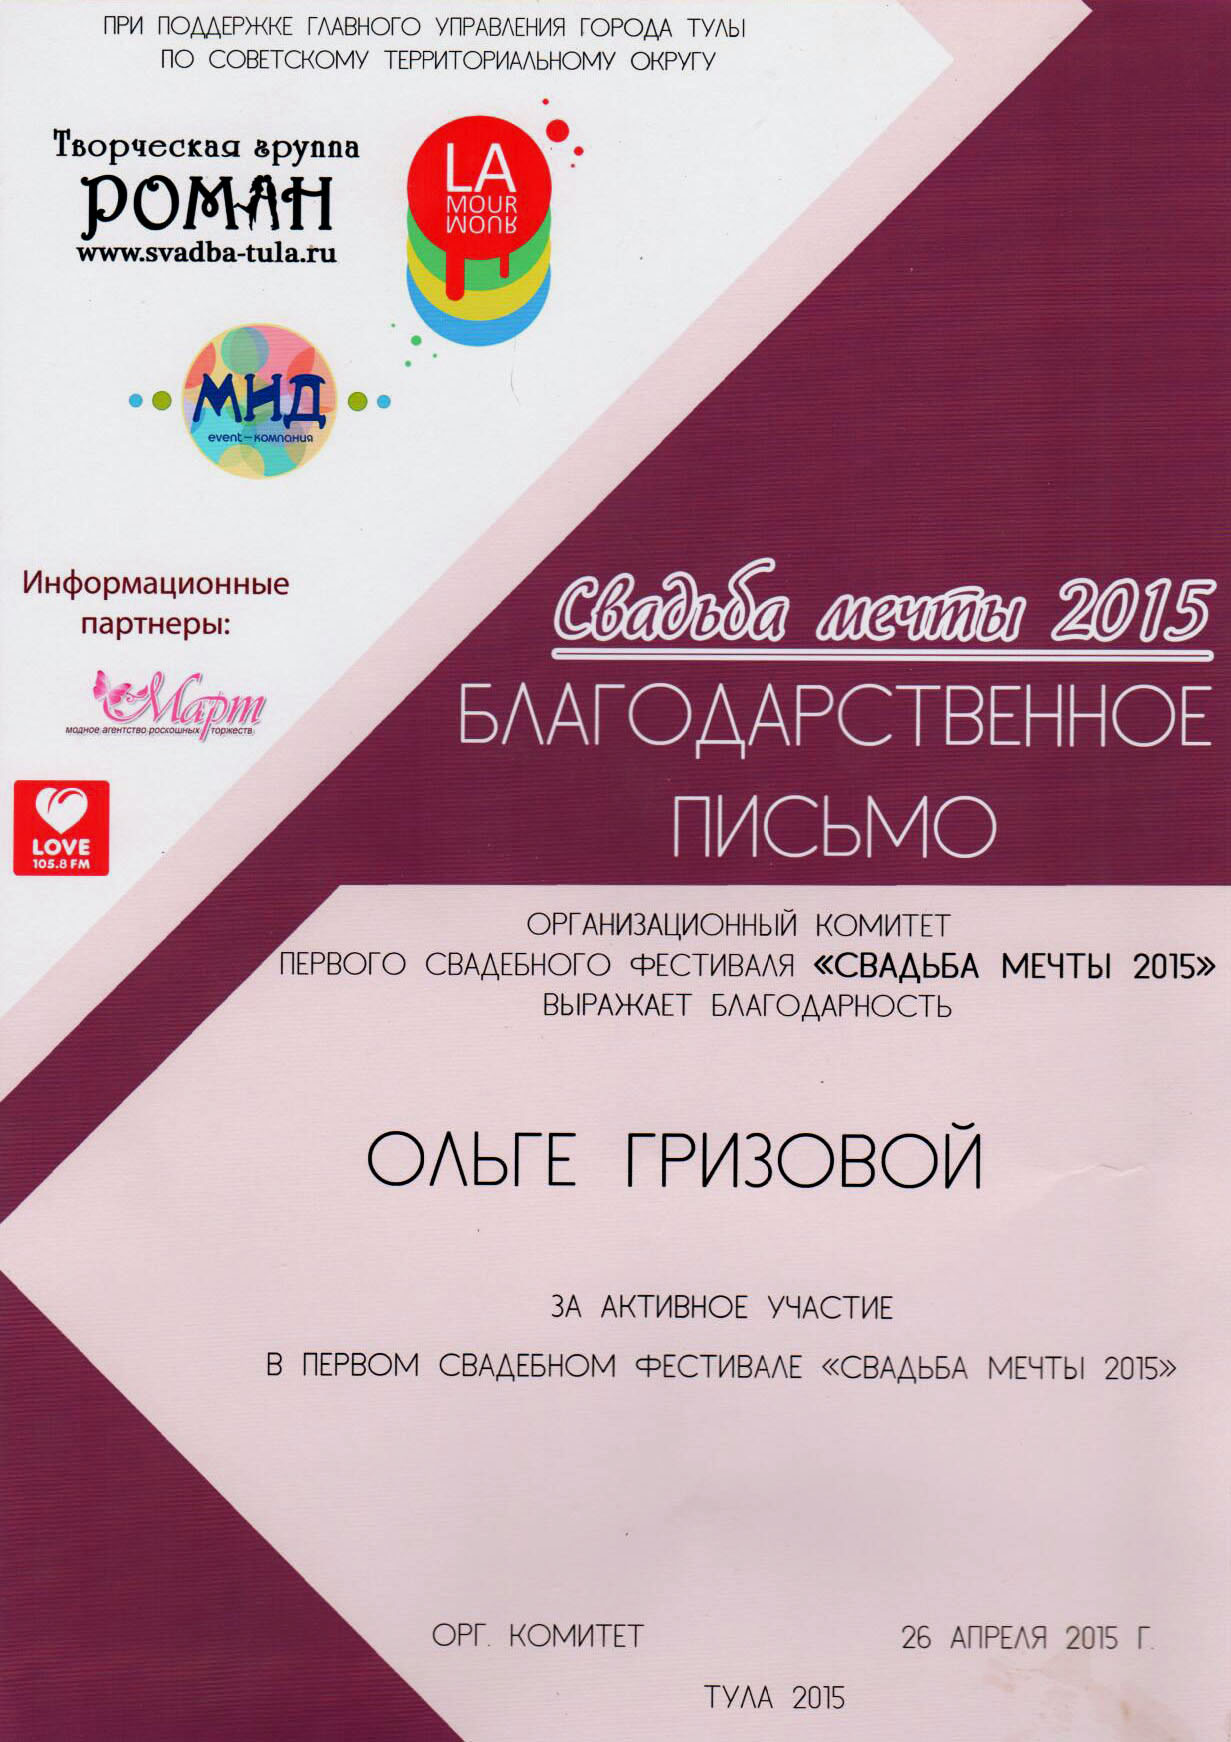 ПРИ ПОДДЕРЖКЕ ГЛАВНОГО УПРАВЛЕНИЯ ГОРОДА ТУЛЫ
ПО СОВЕТСКОМУ ТЕРРИТОРИАЛЬНОМУ ОКРУГУ
Творческая группа
РОМАН
www.svadba-tula.ru
LA
MOUR
MOUR
МИД
event-компания
Информационные
партнеры:
Март
модное агентство роскошных торжеств
LOVE
105.8 FM
Свадьба мечты 2015
БЛАГОДАРСТВЕННОЕ
ПИСЬМО
ОРГАНИЗАЦИОННЫЙ КОМИТЕТ
ПЕРВОГО СВАДЕБНОГО ФЕСТИВАЛЯ «СВАДЬБА МЕЧТЫ 2015»
ВЫРАЖАЕТ БЛАГОДАРНОСТЬ
ОЛЬГЕ ГРИЗОВОЙ
ЗА АКТИВНОЕ УЧАСТИЕ
В ПЕРВОМ СВАДЕБНОМ ФЕСТИВАЛЕ «СВАДЬБА МЕЧТЫ 2015»
ОРГ. КОМИТЕТ
26 АПРЕЛЯ 2015 Г.
ТУЛА 2015